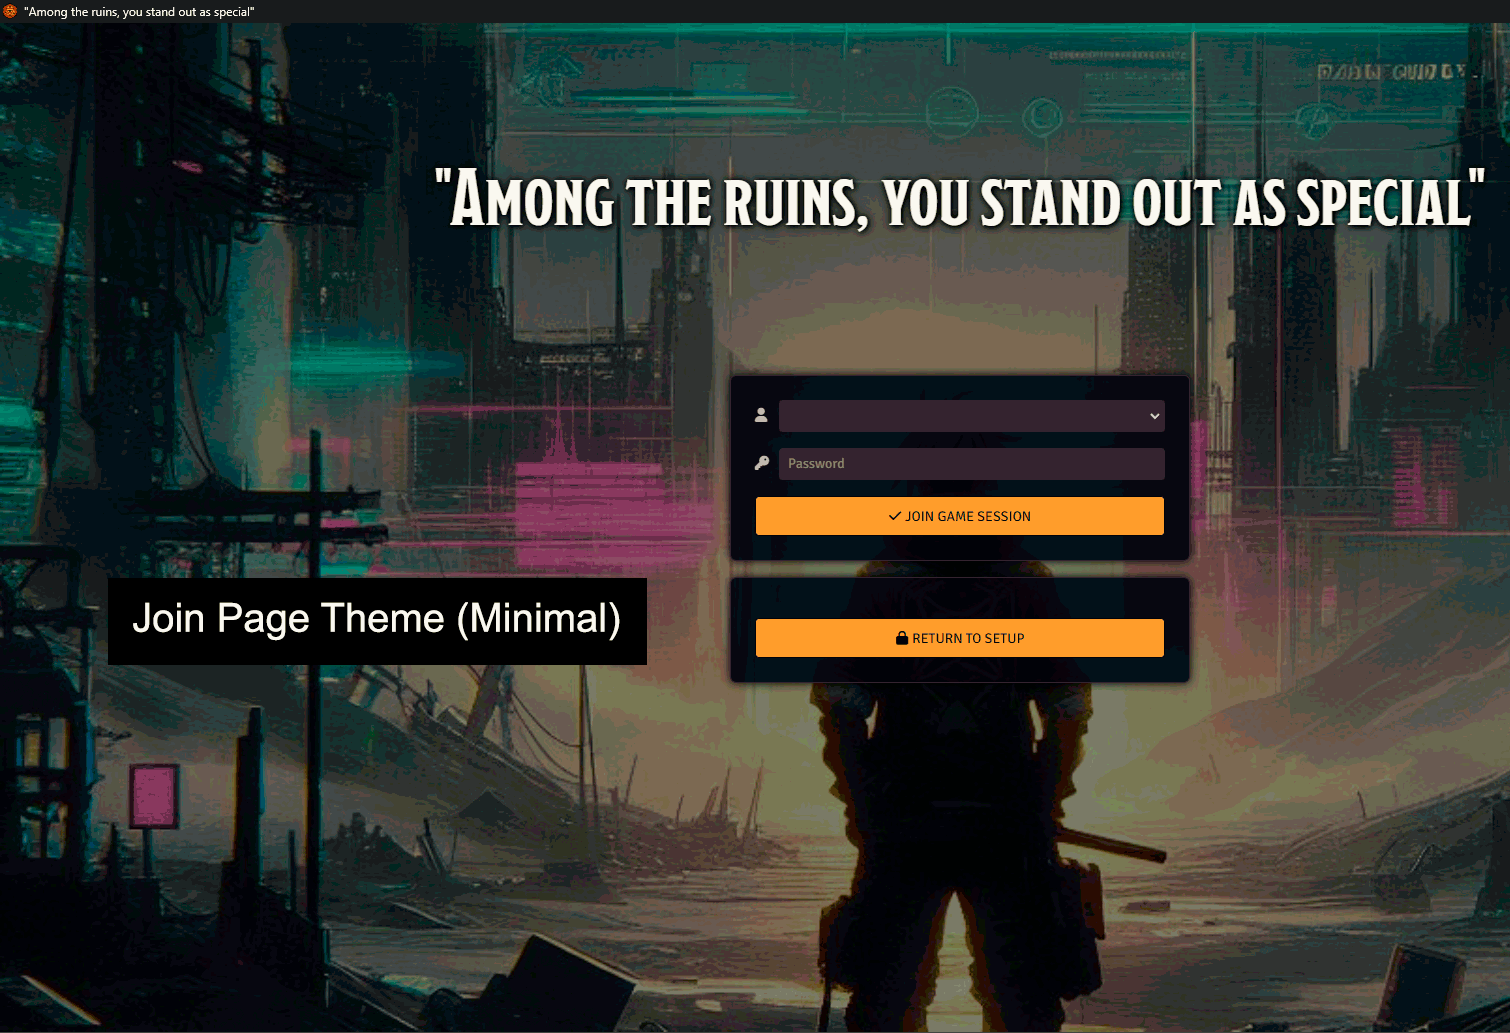 "Among the ruins, you stand out as special"
"Among the ruins, you stand out as special"
Password
JOIN GAME SESSION
Join Page Theme (Minimal)
RETURN TO SETUP